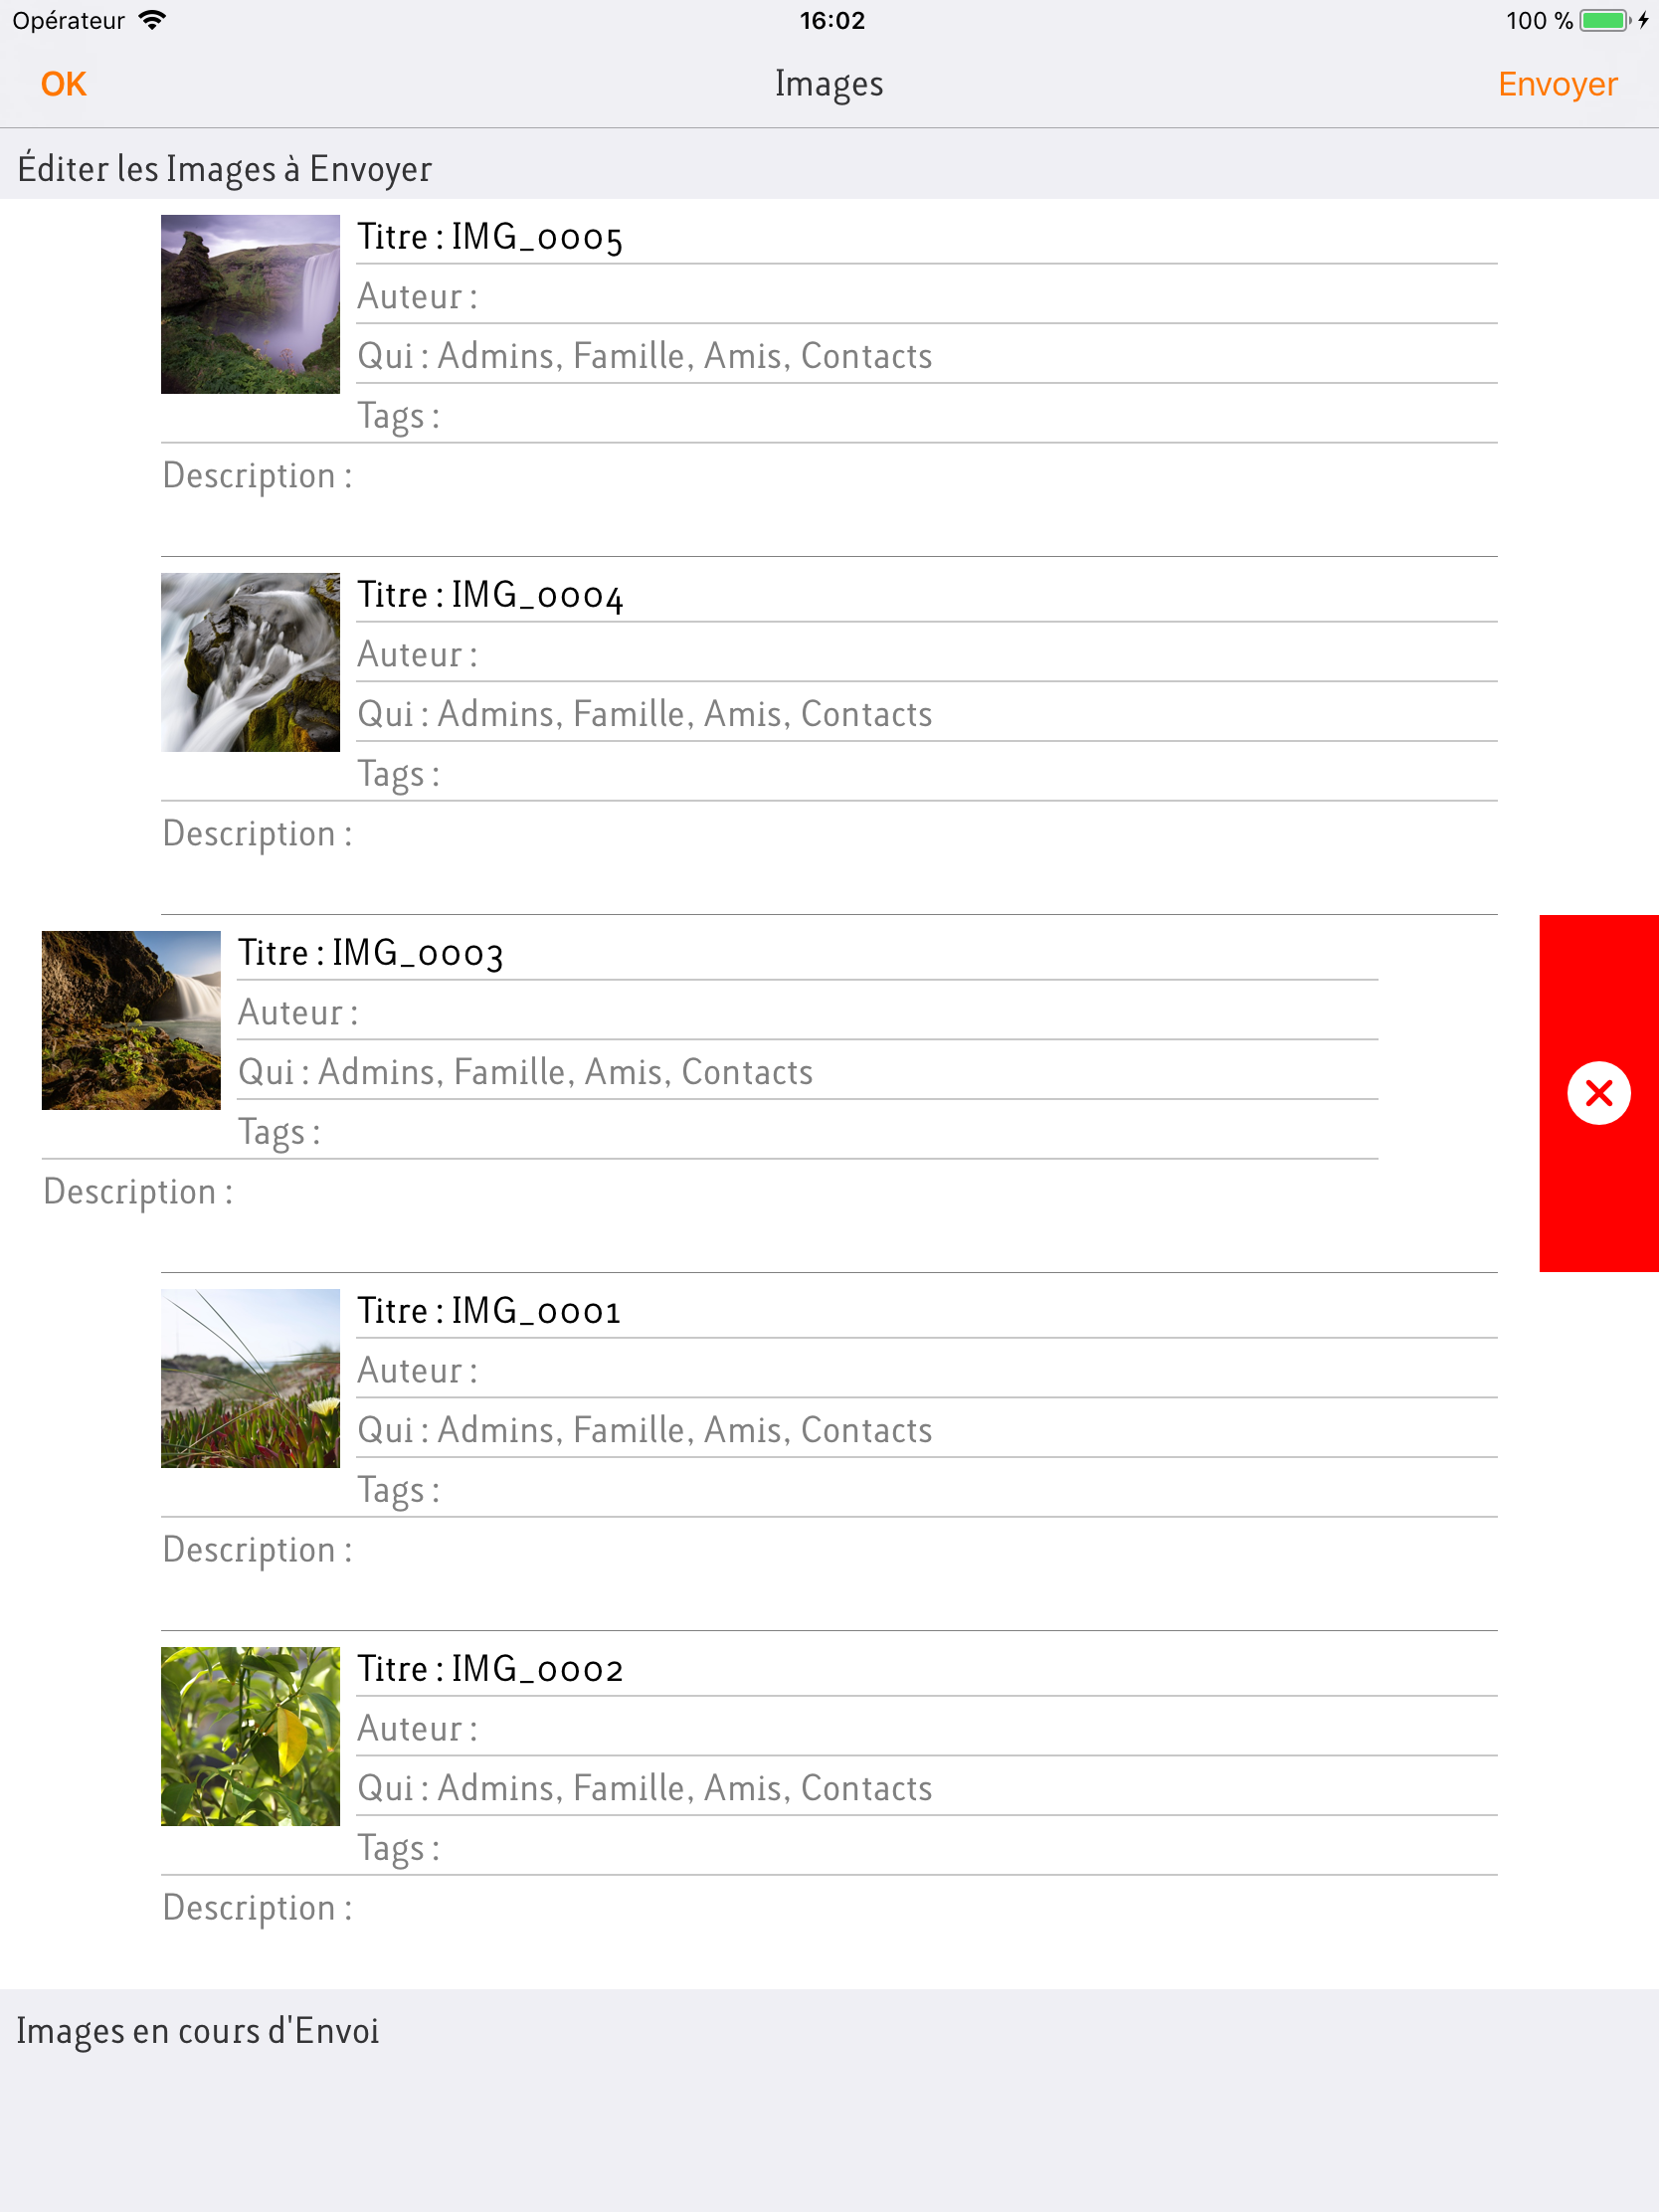 Opérateur 16:02 100 %
OK Images Envoyer
Éditer les Images à Envoyer
Titre : IMG_0005
Auteur :
Qui : Admins, Famille, Amis, Contacts
Tags :
Description :
Titre : IMG_0004
Auteur :
Qui : Admins, Famille, Amis, Contacts
Tags :
Description :
Titre : IMG_0003
Auteur :
Qui : Admins, Famille, Amis, Contacts
Tags :
Description :
Titre : IMG_0001
Auteur :
Qui : Admins, Famille, Amis, Contacts
Tags :
Description :
Titre : IMG_0002
Auteur :
Qui : Admins, Famille, Amis, Contacts
Tags :
Description :
Images en cours d'Envoi